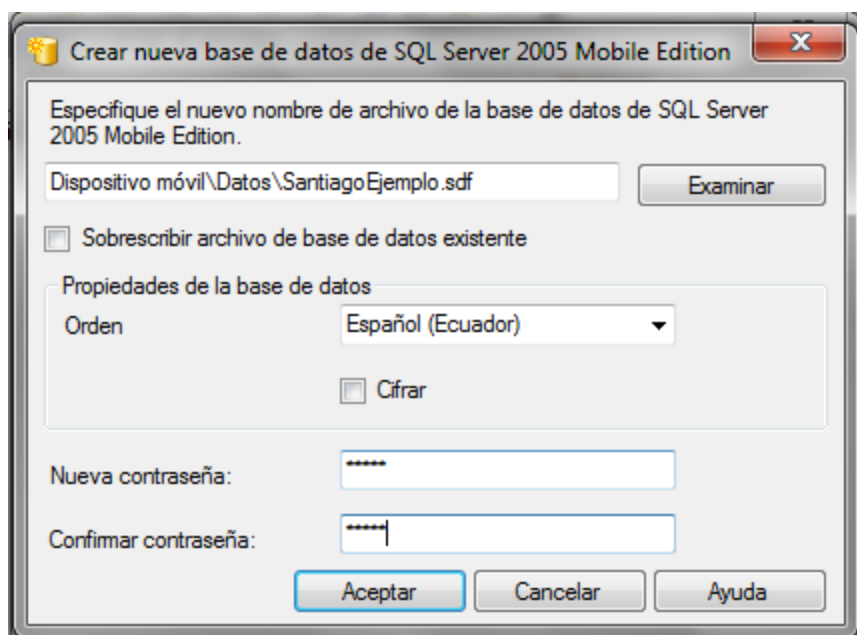 Crear nueva base de datos de SQL Server 2005 Mobile Edition
Especifique el nuevo nombre de archivo de la base de datos de SQL Server
2005 Mobile Edition.
Dispositivo móvil\Datos\SantiagoEjemplo.sdf
Examinar
Sobrescribir archivo de base de datos existente
Propiedades de la base de datos
Orden
Español (Ecuador)
Cifrar
Nueva contraseña:
*****
Confirmar contraseña:
*****
Aceptar
Cancelar
Ayuda